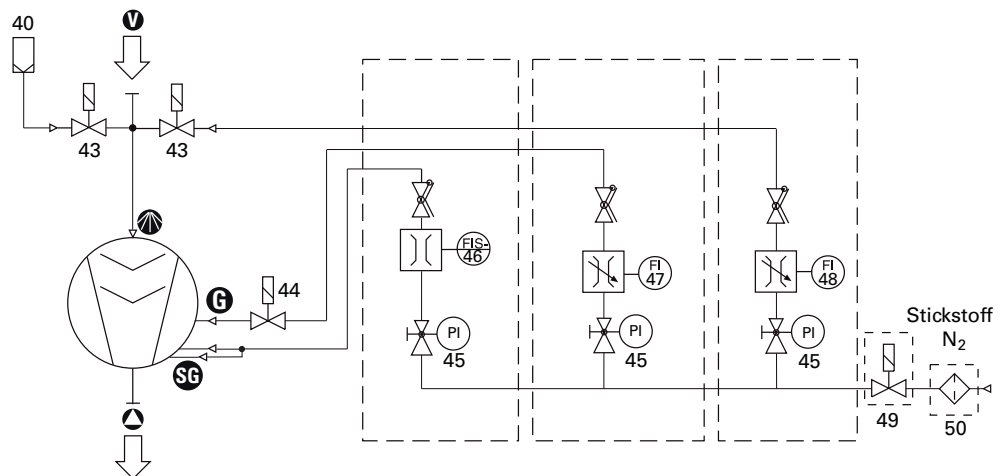 40
V
43
43
FIS-
46
FI
47
FI
48
G
44
PI
45
PI
45
PI
45
Stickstoff
N₂
SG
49
50